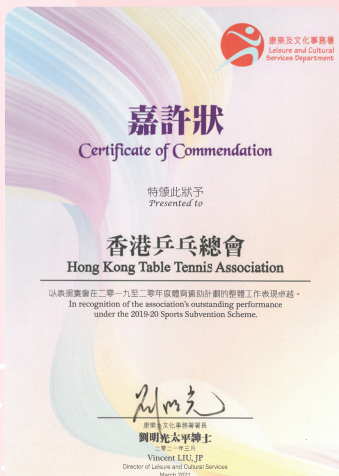 康樂及文化事務署
Leisure and Cultural
Services Department
嘉許狀
Certificate of Commendation
特頒此狀予
Presented to
香港乒乓總會
Hong Kong Table Tennis Association
以表揚貴會在二零一九至二零年度體育資助計劃的整體工作表現卓越。
In recognition of the association's outstanding performance
under the 2019-20 Sports Subvention Scheme.
劉明光
康樂及文化事務署署長
劉明光太平紳士
二零二一年三月
Vincent LIU, JP
Director of Leisure and Cultural Services
March 2021